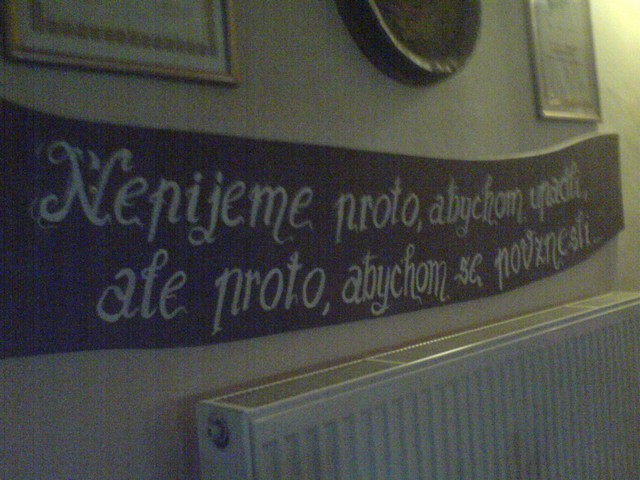 Nepijeme proto, abychom upadli,
ale proto, abychom se povznesli...